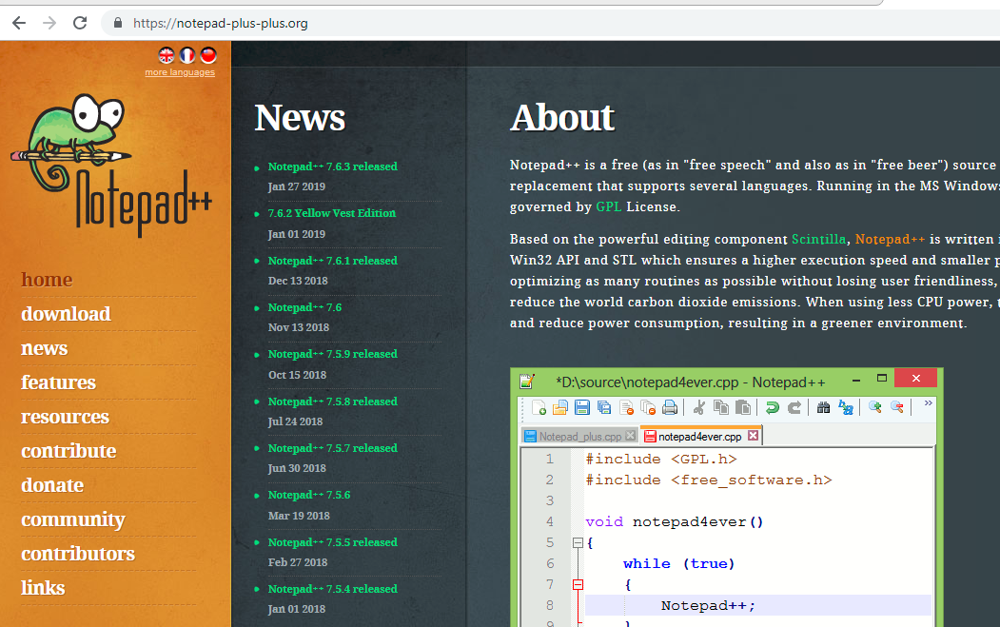 https://notepad-plus-plus.org
more languages
Notepad++
home
download
news
features
resources
contribute
donate
community
contributors
links
News
Notepad++ 7.6.3 released
Jan 27 2019
7.6.2 Yellow Vest Edition
Jan 01 2019
Notepad++ 7.6.1 released
Dec 13 2018
Notepad++ 7.6
Nov 13 2018
Notepad++ 7.5.9 released
Oct 15 2018
Notepad++ 7.5.8 released
Jul 24 2018
Notepad++ 7.5.7 released
Jun 30 2018
Notepad++ 7.5.6
Mar 19 2018
Notepad++ 7.5.5 released
Feb 27 2018
Notepad++ 7.5.4 released
Jan 01 2018
About
Notepad++ is a free (as in "free speech" and also as in "free beer") source
replacement that supports several languages. Running in the MS Windows
governed by GPL License.
Based on the powerful editing component Scintilla, Notepad++ is written
Win32 API and STL which ensures a higher execution speed and smaller
optimizing as many routines as possible without losing user friendliness,
reduce the world carbon dioxide emissions. When using less CPU power,
and reduce power consumption, resulting in a greener environment.
*D:\source\notepad4ever.cpp - Notepad++
Notepad_plus.cpp notepad4ever.cpp
1 #include <GPL.h>
2 #include <free_software.h>
3
4 void notepad4ever()
5 {
6 while (true)
7 {
8 Notepad++;
9 }